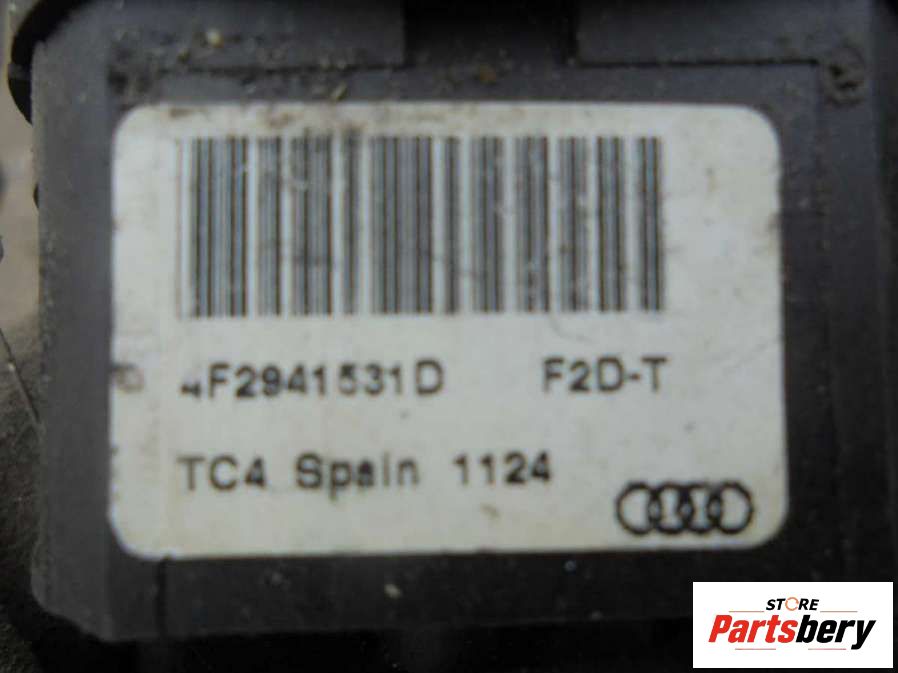 4F2941531D F2D-T
TC4 Spain 1124
STORE
Partsbery